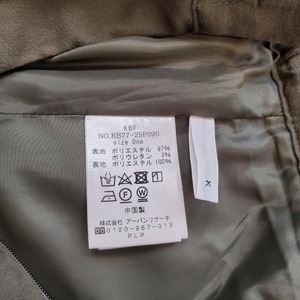 KBF
NO.KB77-25F090
size One
表地 ポリエステル 97%
ポリウレタン 3%
裏地 ポリエステル 100%
中国製
株式会社 アーバンリサーチ
0120-967-013
PLP
K